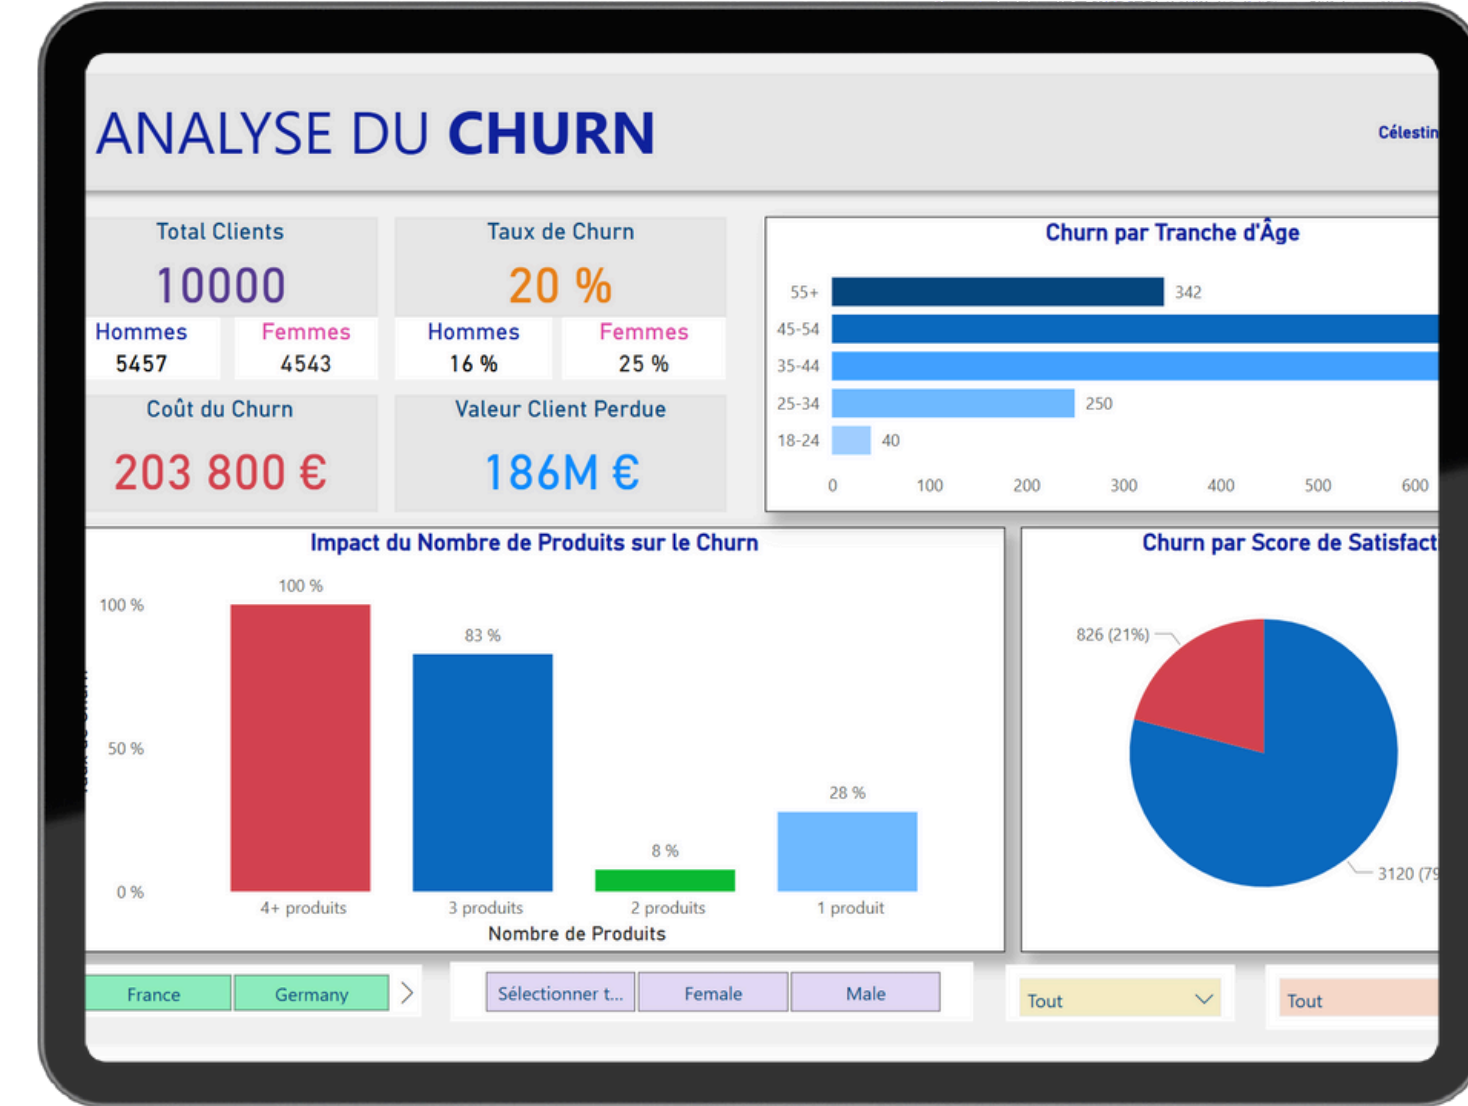 ANALYSE DU CHURN
Célestin
Total Clients
10000
Hommes
5457
Femmes
4543
Taux de Churn
20 %
Hommes
16 %
Femmes
25 %
Coût du Churn
203 800 €
Valeur Client Perdue
186M €
Churn par Tranche d'Âge
55+
342
45-54
35-44
25-34
250
18-24
40
0 100 200 300 400 500 600
Impact du Nombre de Produits sur le Churn
100 %
50 %
0 %
100 %
83 %
8 %
28 %
4+ produits
3 produits
2 produits
1 produit
Nombre de Produits
Churn par Score de Satisfact
826 (21%)
3120 (79
France
Germany
Sélectionner t...
Female
Male
Tout
Tout